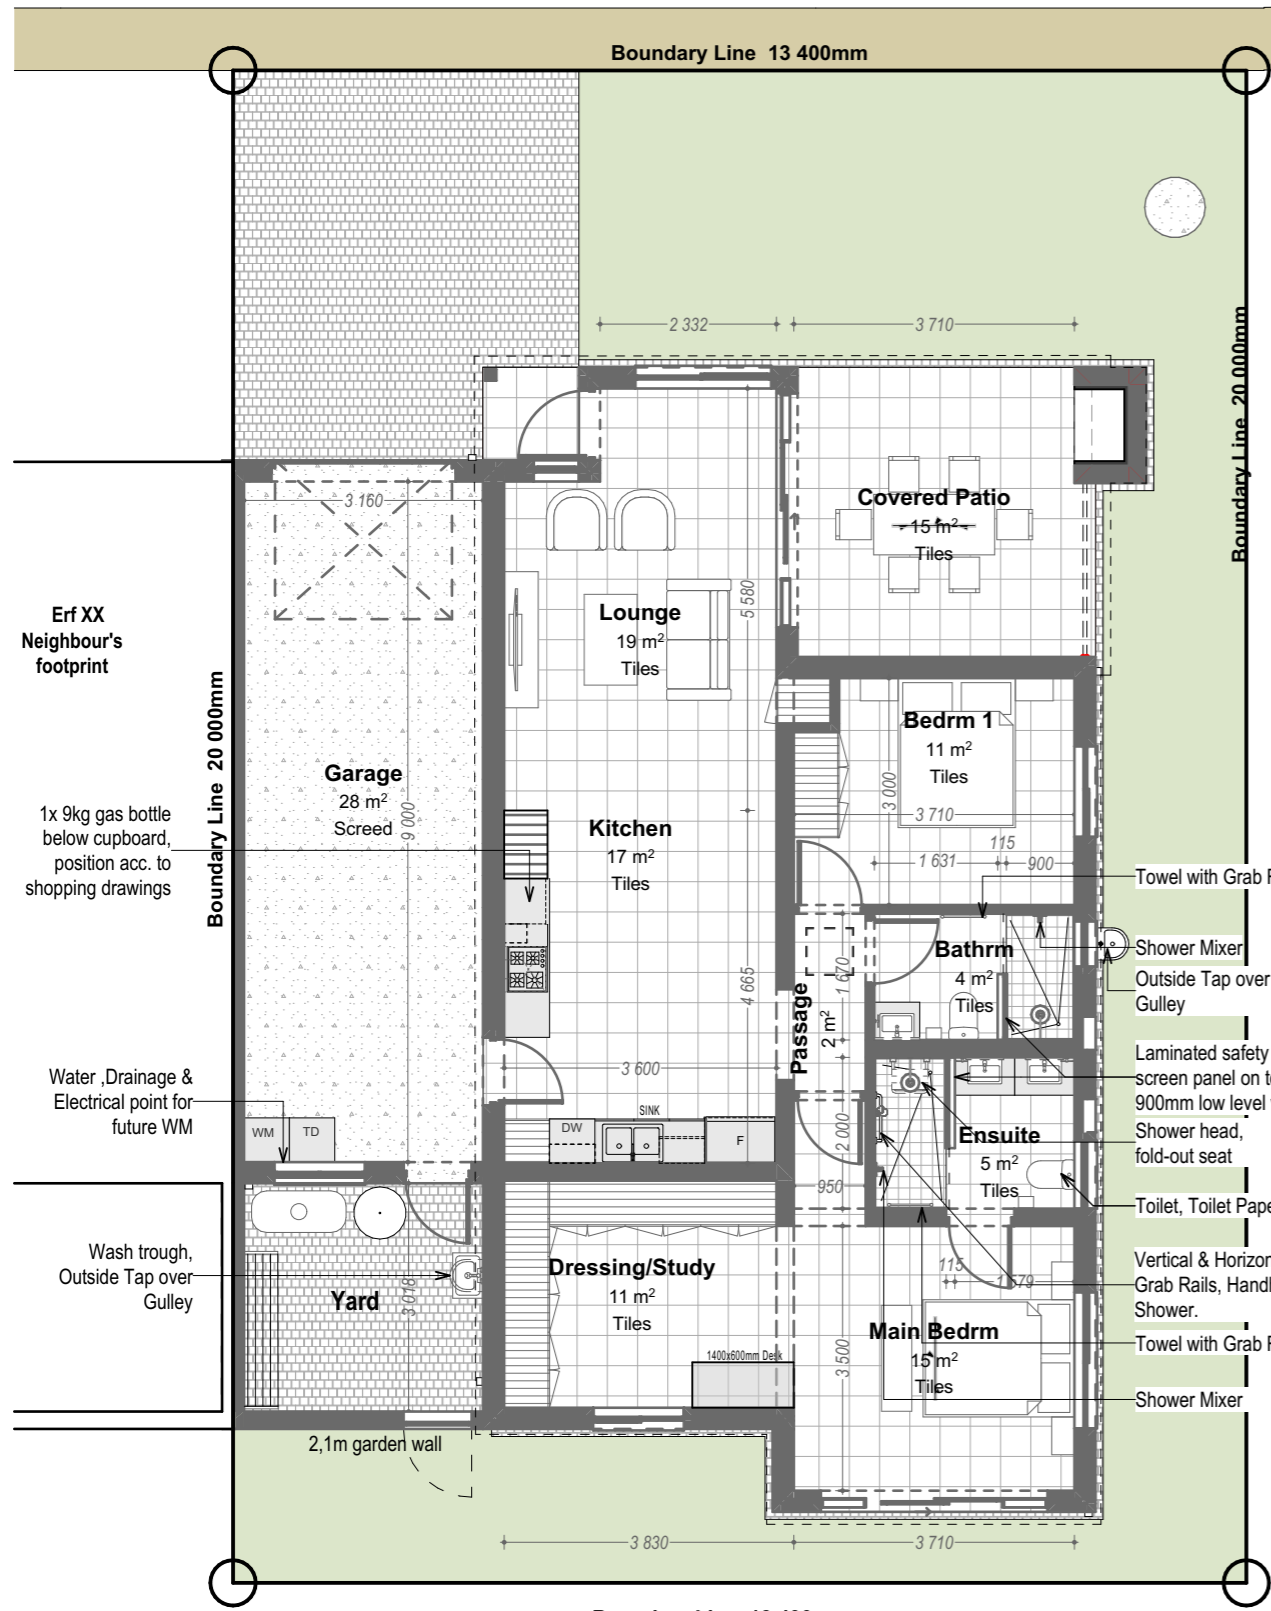 Boundary Line 13 400mm
2 332
3 710
Boundary Line 20 000mm
3 160
Covered Patio
15 m²
Tiles
Lounge
19 m²
Tiles
5 580
Erf XX
Neighbour's
footprint
Boundary Line 20 000mm
Garage
28 m²
Screed
9 000
Bedrm 1
11 m²
Tiles
3 000
3 710
115
1 631
900
1x 9kg gas bottle
below cupboard,
position acc. to
shopping drawings
Kitchen
17 m²
Tiles
4 665
3 600
Towel with Grab
Shower Mixer
Outside Tap over
Gulley
Bathrm
4 m²
Tiles
1 670
Passage
2 m²
Laminated safety
screen panel on
900mm low level
Shower head,
fold-out seat
Water ,Drainage &
Electrical point for
future WM
WM
TD
DW
SINK
F
2 000
950
Ensuite
5 m²
Tiles
Toilet, Toilet
Vertical &
Grab Rails,
Shower.
Towel with Grab
Shower Mixer
Wash trough,
Outside Tap over
Gulley
Yard
3 018
Dressing/Study
11 m²
Tiles
1400x600mm Desk
115
Main Bedrm
15 m²
Tiles
3 500
2,1m garden wall
3 830
3 710